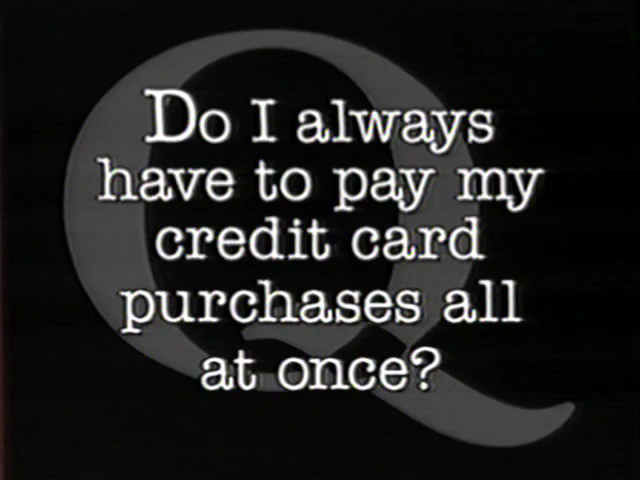 Do I always
have to pay my
credit card
purchases all
at once?